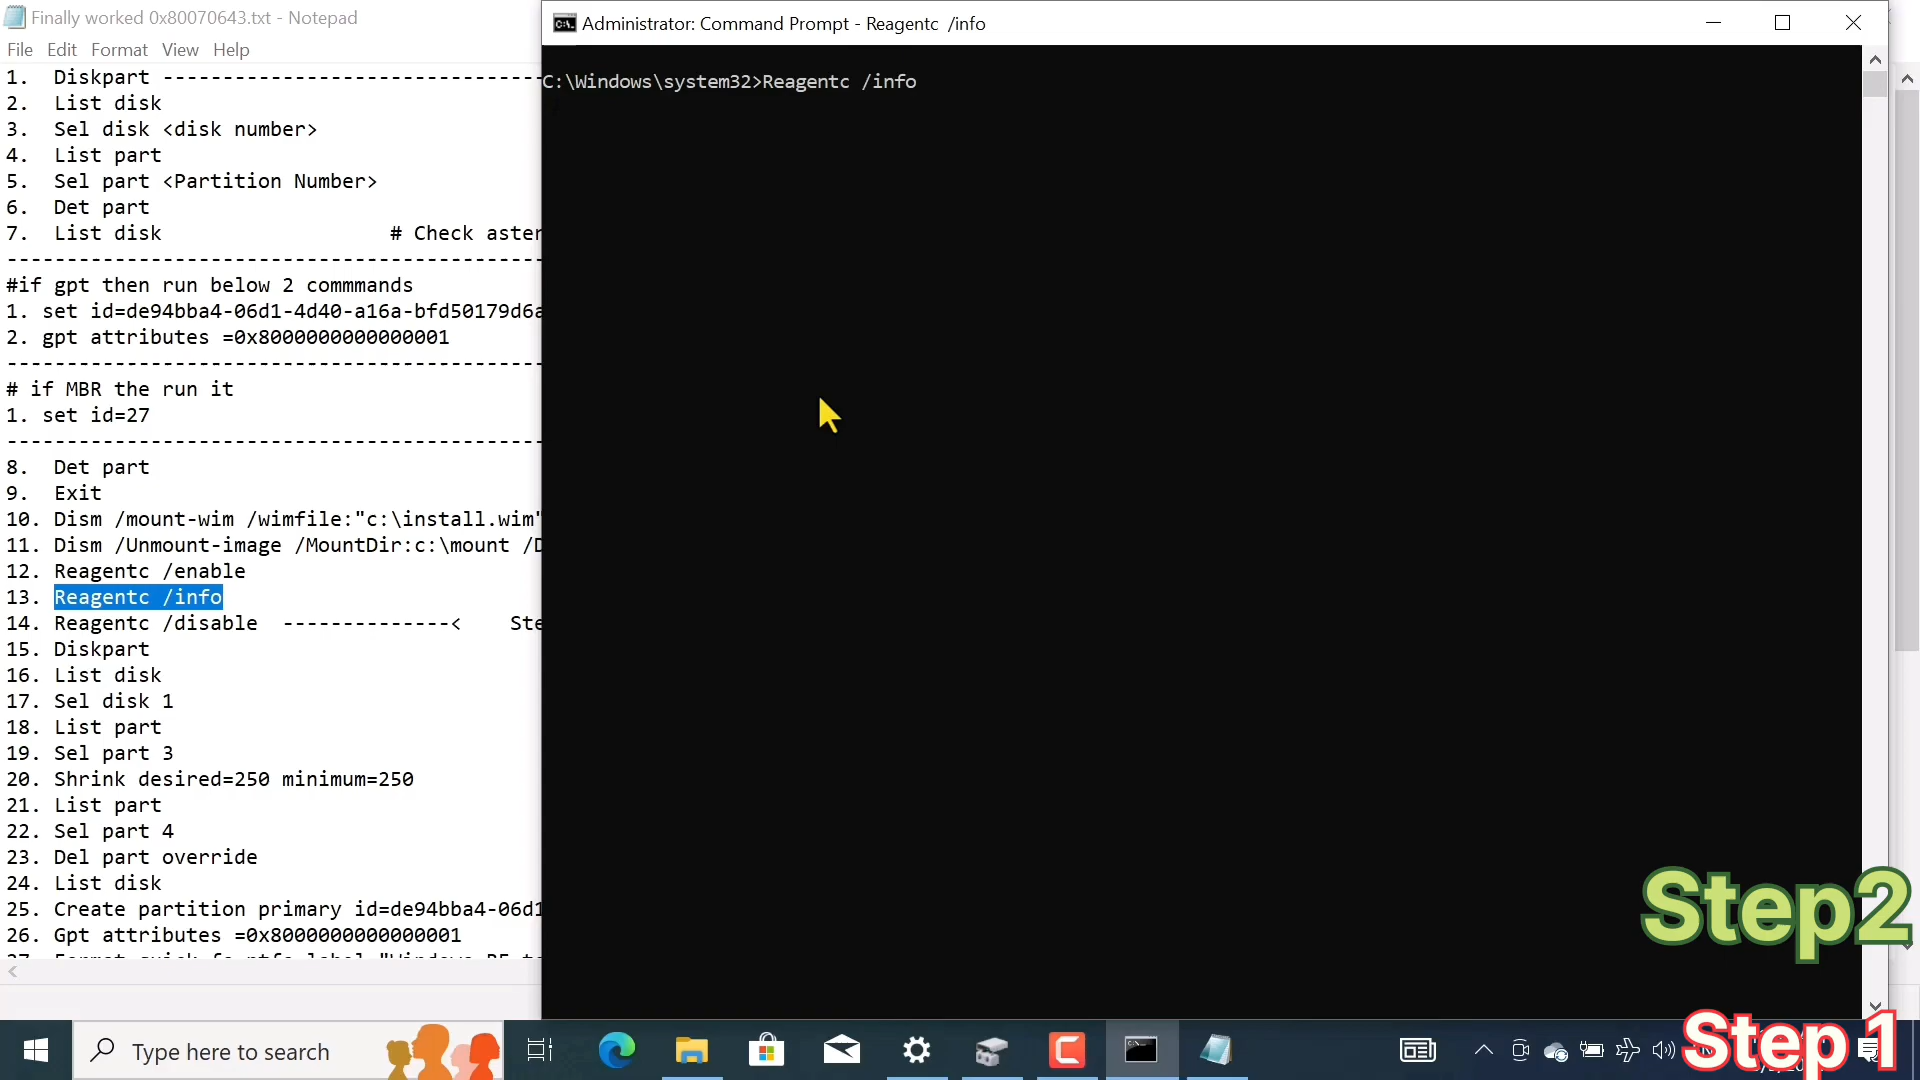 Finally worked 0x80070643.txt - Notepad
File Edit Format View Help
1. Diskpart -------------------------------
2. List disk
3. Sel disk <disk number>
4. List part
5. Sel part <Partition Number>
6. Det part
7. List disk # Check aster
---------------------------------------------
#if gpt then run below 2 commmands
1. set id=de94bba4-06d1-4d40-a16a-bfd50179d6a
2. gpt attributes =0x8000000000000001
---------------------------------------------
# if MBR the run it
1. set id=27
---------------------------------------------
8. Det part
9. Exit
10. Dism /mount-wim /wimfile:"c:\install.wim"
11. Dism /Unmount-image /MountDir:c:\mount /D
12. Reagentc /enable
13. Reagentc /info
14. Reagentc /disable --------------< Ste
15. Diskpart
16. List disk
17. Sel disk 1
18. List part
19. Sel part 3
20. Shrink desired=250 minimum=250
21. List part
22. Sel part 4
23. Del part override
24. List disk
25. Create partition primary id=de94bba4-06d1
26. Gpt attributes =0x8000000000000001
Administrator: Command Prompt - Reagentc /info
C:\Windows\system32>Reagentc /info
Step2
Step 1
Type here to search